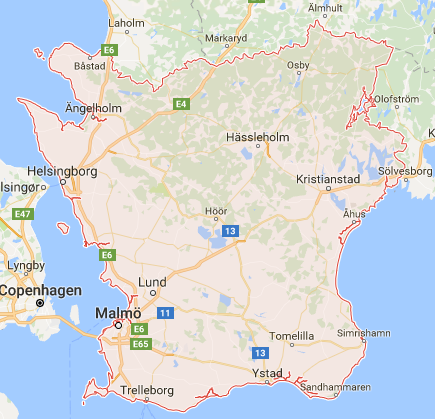 Älmhult
Laholm
Markaryd
E6
Båstad
Osby
Olofström
E4
Ängelholm
Hässleholm
Helsingborg
Kristianstad
Sölvesborg
K
lsingør
E47
Höör
Åhus
13
E6
Lyngby
Lund
Copenhagen
Malmö
11
E6
Simrishamn
Tomelilla
E65
13
Ystad
Sandhammaren
Trelleborg